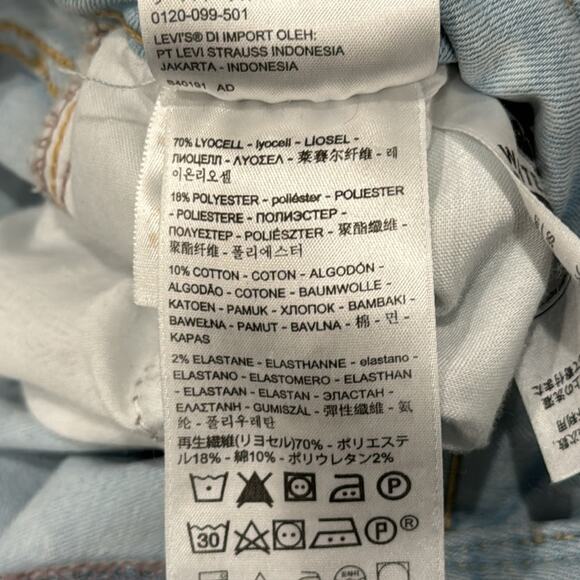 0120-099-501
LEVI'S® DI IMPORT OLEH:
PT LEVI STRAUSS INDONESIA
JAKARTA - INDONESIA
S40191 AD
70% LYOCELL - lyocell - LİOSEL -
ЛИОЦЕЛЛ - ΛΥΟΣΕΛ - 莱赛尔纤维 - 레
이온리오셀
18% POLYESTER - poliéster - POLIESTER
- POLIESTERE - ПОЛИЭСТЕР -
ΠΟΛΥΕΣΤΕΡ - POLIÉSZTER - 聚酯纖維 -
聚酯纤维 - 폴리에스터
10% COTTON - COTON - ALGODÓN -
ALGODÃO - COTONE - BAUMWOLLE -
KATOEN - PAMUK - ХЛОПОК - BAMBAKI -
BAWEŁNA - PAMUT - BAVLNA - 棉 - 면 -
KAPAS
2% ELASTANE - ELASTHANNE - elastano -
ELASTANO - ELASTOMERO - ELASTHAN
- ELASTAAN - ELASTAN - ЭЛАСТАН -
ΕΛΑΣΤΑΝΗ - GUMISZÁL - 彈性纖維 - 氨
纶 - 폴리우레탄
再生繊維(リヨセル)70% - ポリエステ
ル18% - 綿10% - ポリウレタン2%
P
30 P ®